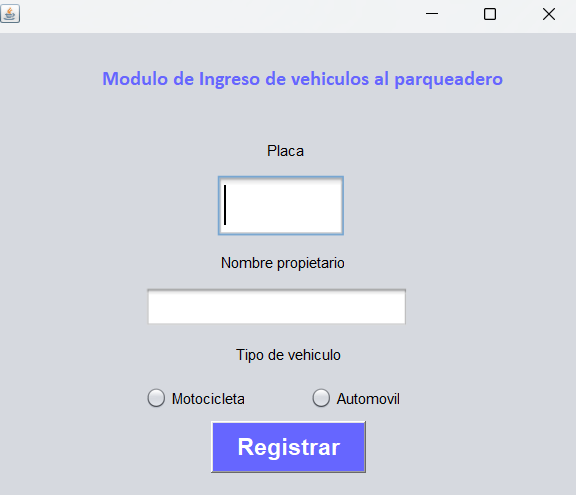 Modulo de Ingreso de vehiculos al parqueadero
Placa
Nombre propietario
Tipo de vehiculo
Motocicleta Automovil
Registrar